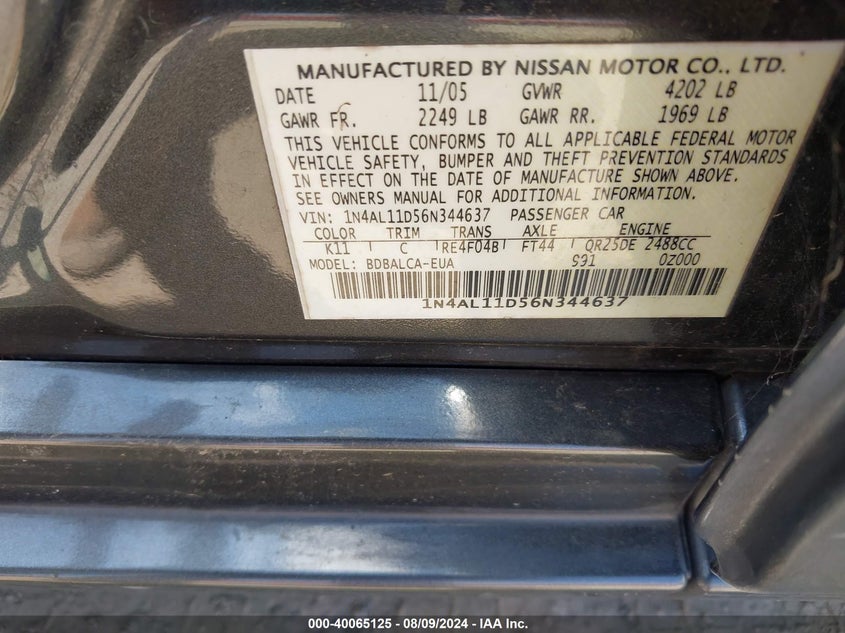 MANUFACTURED BY NISSAN MOTOR CO., LTD.
DATE 11/05 GVWR 4202 LB
GAWR FR. 2249 LB GAWR RR. 1969 LB
THIS VEHICLE CONFORMS TO ALL APPLICABLE FEDERAL MOTOR
VEHICLE SAFETY, BUMPER AND THEFT PREVENTION STANDARDS
IN EFFECT ON THE DATE OF MANUFACTURE SHOWN ABOVE.
SEE OWNERS MANUAL FOR ADDITIONAL INFORMATION.
VIN: 1N4AL11D56N344637 PASSENGER CAR
COLOR TRIM TRANS AXLE ENGINE
K11 C RE4F04B FT44 QR25DE 2488CC
MODEL: BDBALCA-EUA S91 0Z000
1N4AL11D56N344637
000-40065125 - 08/09/2024 - IAA Inc.